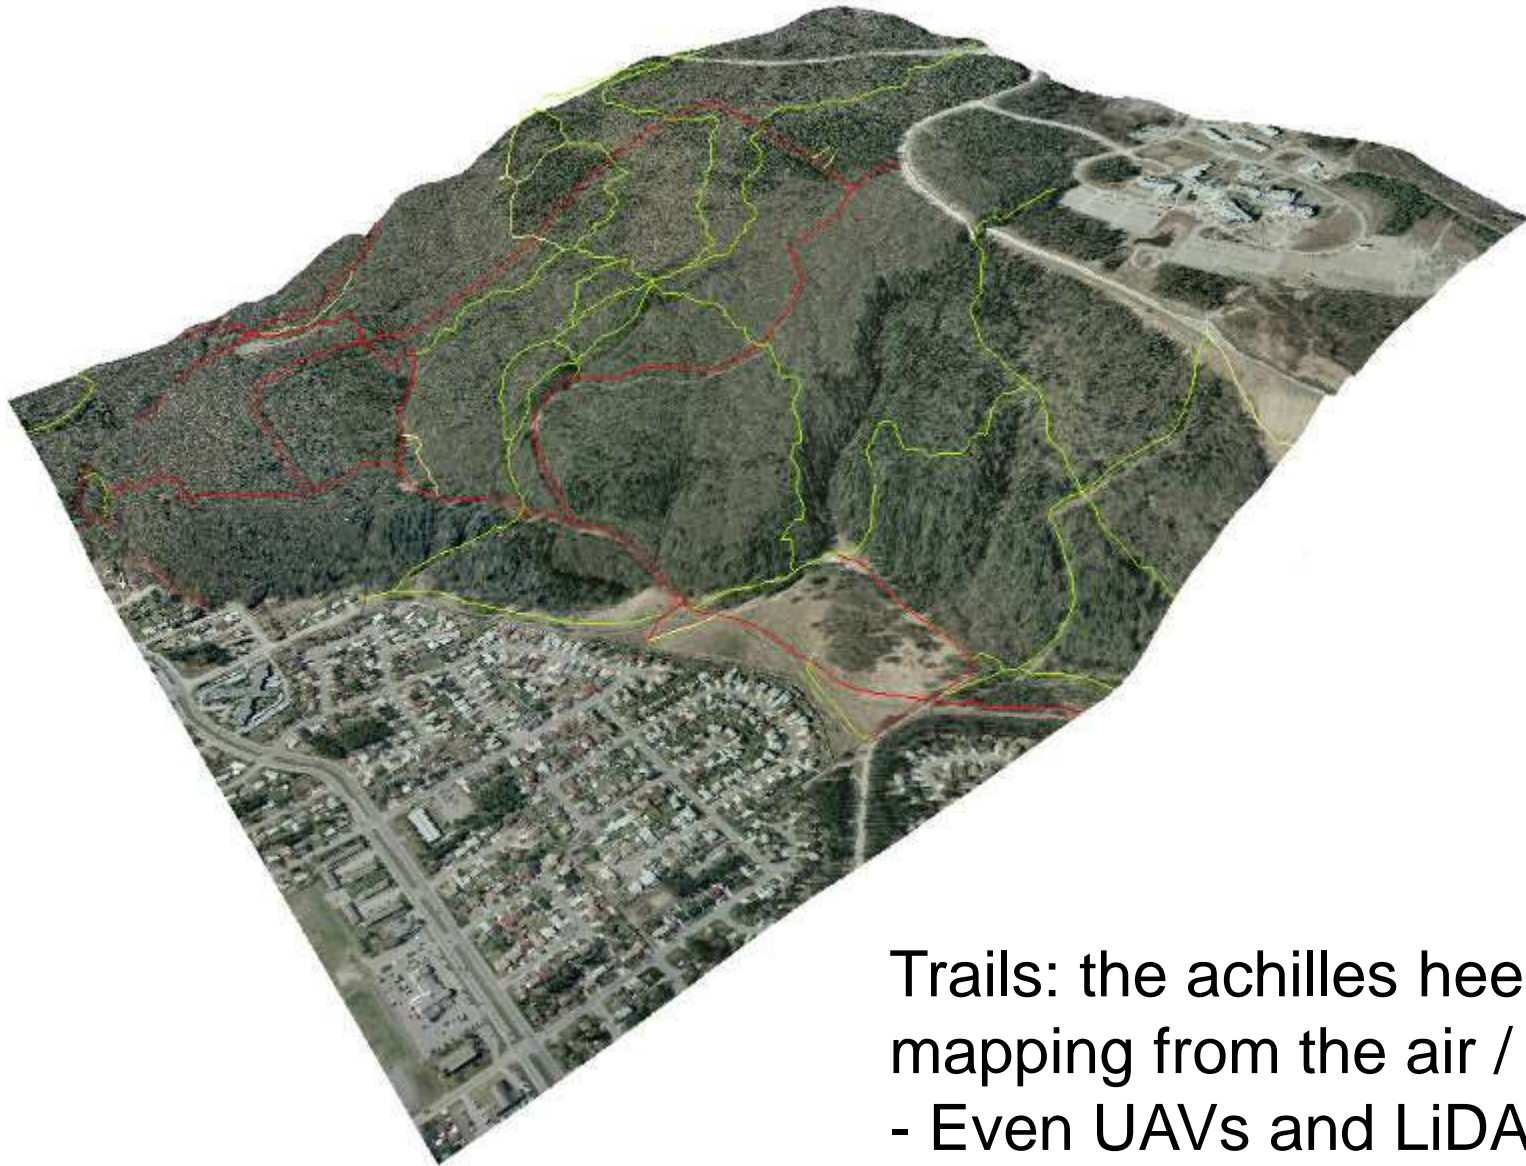 Trails: the achilles hee
mapping from the air /
- Even UAVs and LiDA